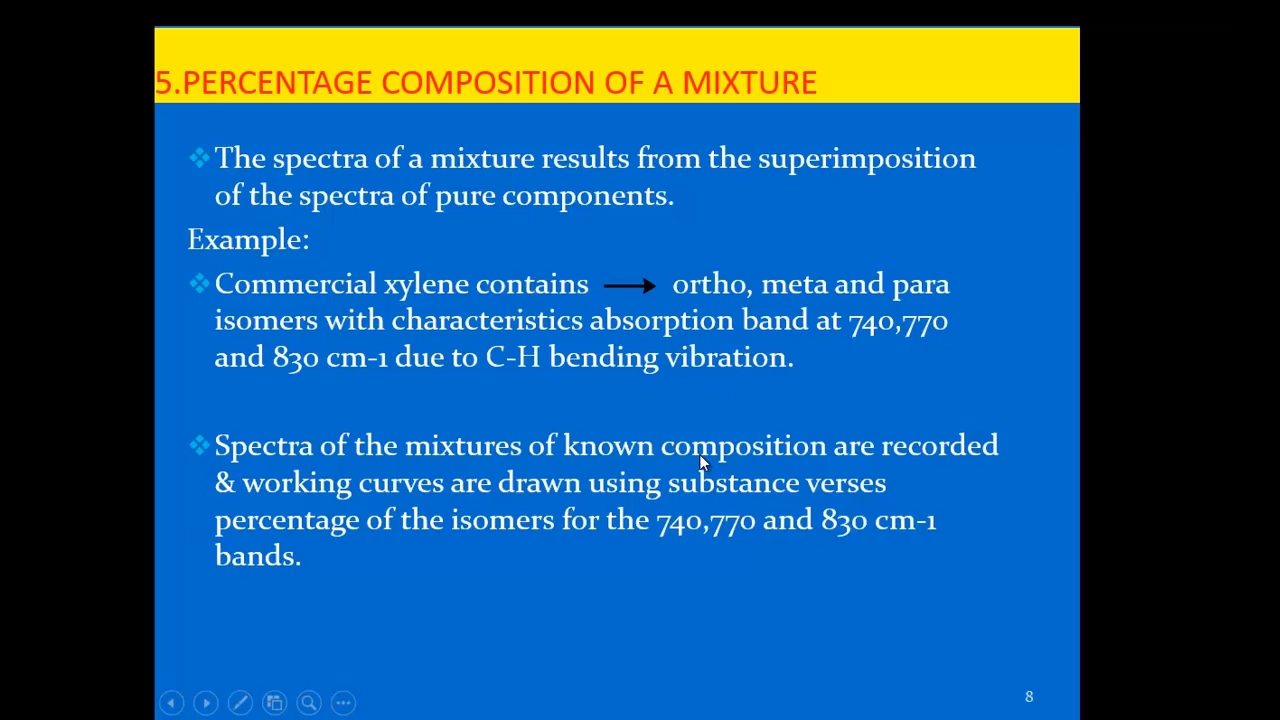 5.PERCENTAGE COMPOSITION OF A MIXTURE
The spectra of a mixture results from the superimposition
of the spectra of pure components.
Example:
Commercial xylene contains ortho, meta and para
isomers with characteristics absorption band at 740,770
and 830 cm-1 due to C-H bending vibration.
Spectra of the mixtures of known composition are recorded
& working curves are drawn using substance verses
percentage of the isomers for the 740,770 and 830 cm-1
bands.
8